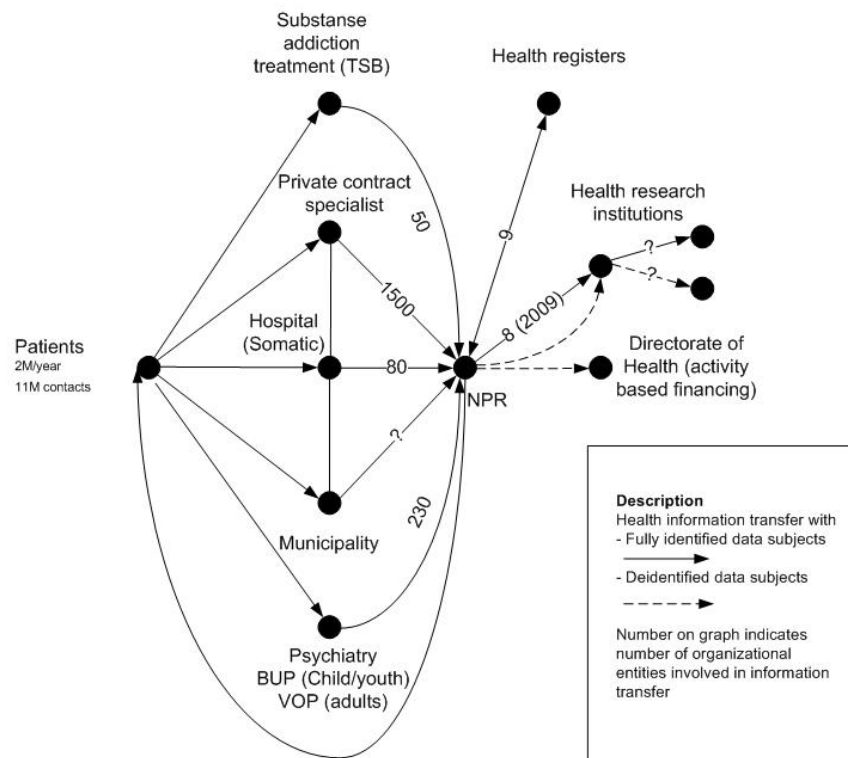 Substanse
addiction
treatment (TSB)
Health registers
Private contract
specialist
Health research
institutions
50
9
?
?
1500
8 (2009)
Hospital
(Somatic)
Patients
2M/year
11M contacts
80
NPR
Directorate of
Health (activity
based financing)
?
230
Municipality
Psychiatry
BUP (Child/youth)
VOP (adults)
Description
Health information transfer with
- Fully identified data subjects
- Deidentified data subjects
Number on graph indicates
number of organizational
entities involved in information
transfer